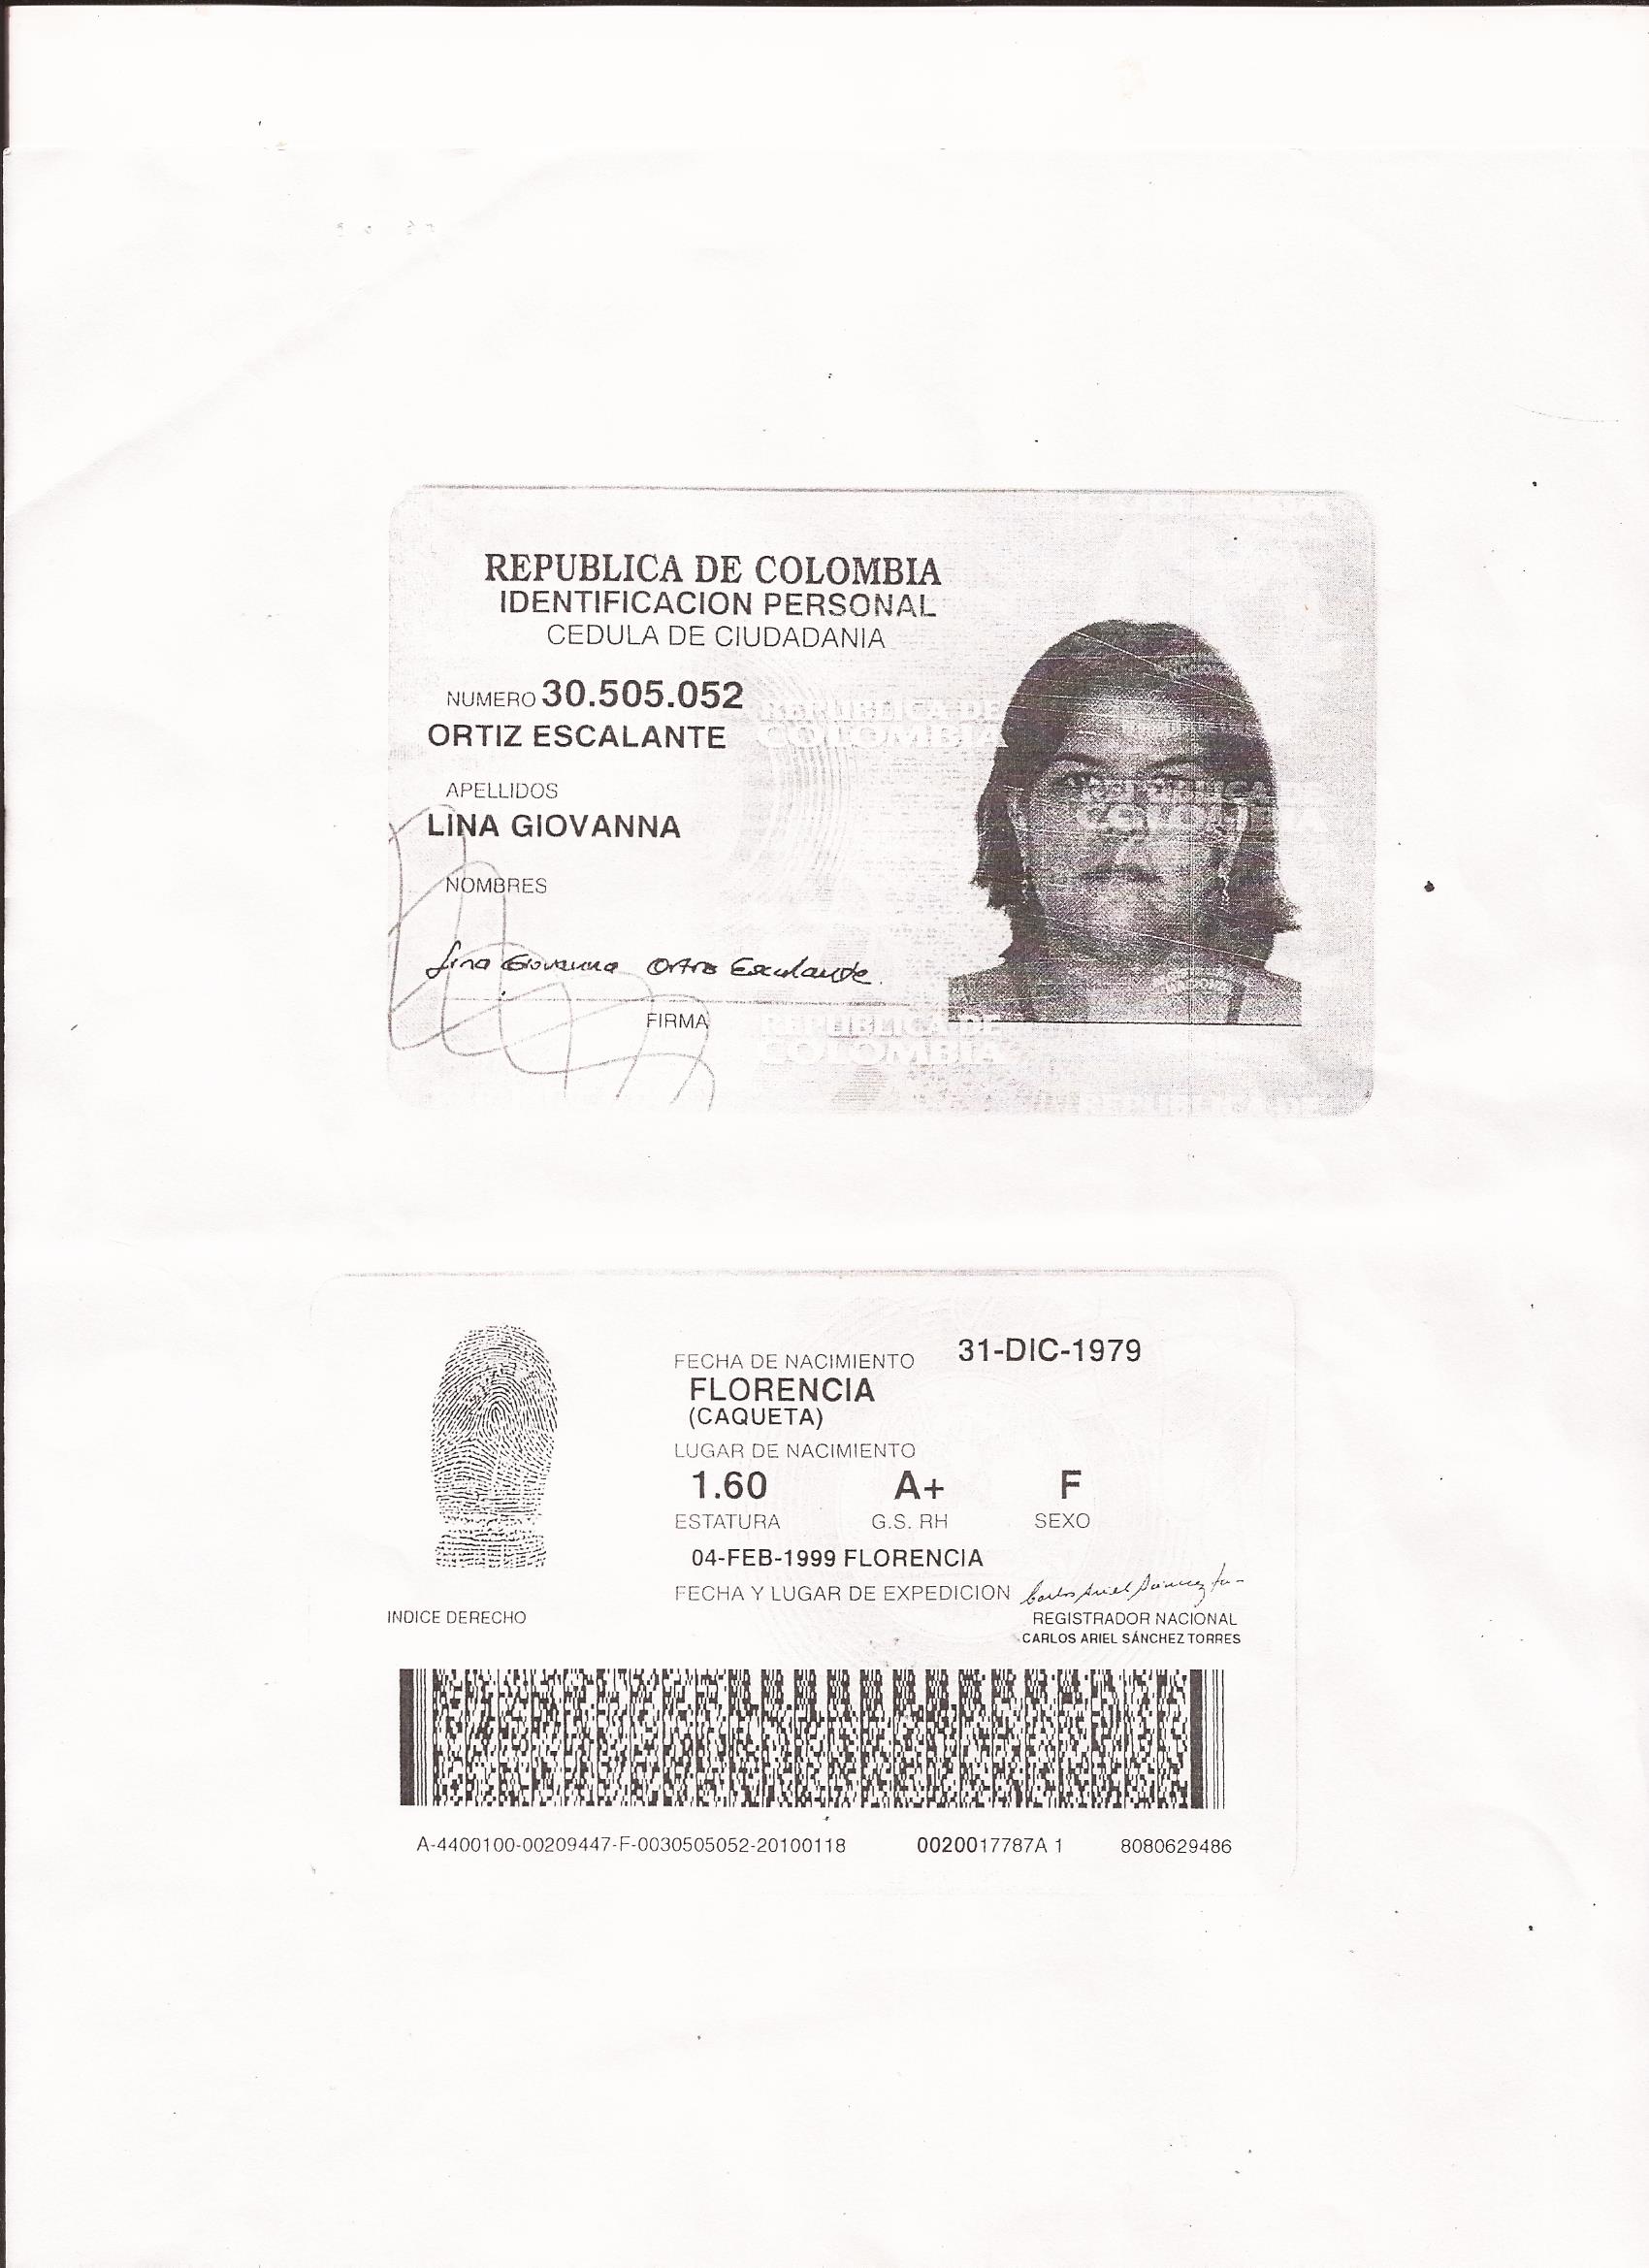 REPUBLICA DE COLOMBIA
IDENTIFICACION PERSONAL
CEDULA DE CIUDADANIA
NUMERO 30.505.052
ORTIZ ESCALANTE
APELLIDOS
LINA GIOVANNA
NOMBRES
Lina Giovanna Ortiz Escalante
FIRMA
REPUBLICA DE
COLOMBIA
REPUBLICA DE
COLOMBIA
REPUBLICA DE
COLOMBIA
REPUBLICA DE
FECHA DE NACIMIENTO 31-DIC-1979
FLORENCIA
(CAQUETA)
LUGAR DE NACIMIENTO
1.60 A+ F
ESTATURA G.S. RH SEXO
04-FEB-1999 FLORENCIA
FECHA Y LUGAR DE EXPEDICION
INDICE DERECHO
REGISTRADOR NACIONAL
CARLOS ARIEL SÁNCHEZ TORRES
A-4400100-00209447-F-0030505052-20100118 0020017787A 1 8080629486